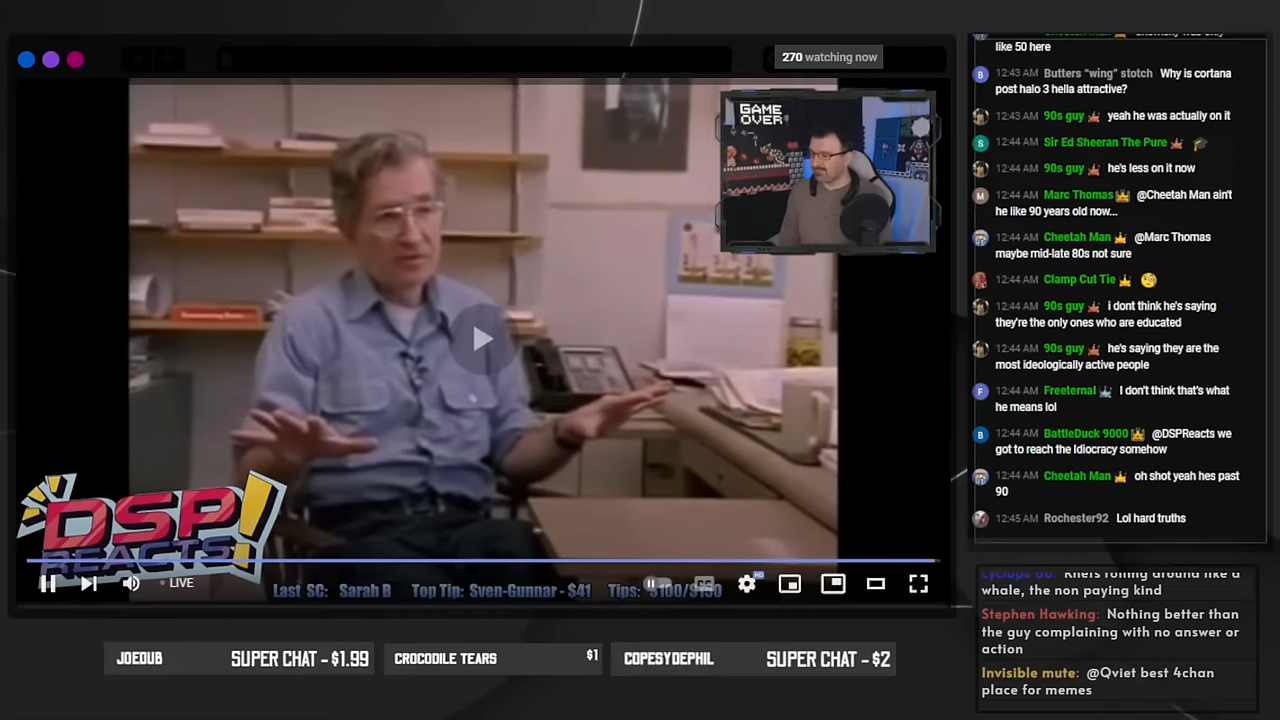 270 watching now
GAME
OVER
DSP
REACTS!
LIVE
HD
Last SC: Sarah B Top Tip: Sven-Gunnar - $41 Tips: $100/$150
JOEDUB SUPER CHAT - $1.99
CROCODILE TEARS $1
COPESYDEPHIL SUPER CHAT - $2
like 50 here
12:43 AM Butters "wing" stotch Why is cortana
post halo 3 hella attractive?
12:43 AM 90s guy yeah he was actually on it
12:44 AM Sir Ed Sheeran The Pure
12:44 AM 90s guy he's less on it now
12:44 AM Marc Thomas @Cheetah Man ain't
he like 90 years old now...
12:44 AM Cheetah Man @Marc Thomas
maybe mid-late 80s not sure
12:44 AM Clamp Cut Tie
12:44 AM 90s guy i dont think he's saying
they're the only ones who are educated
12:44 AM 90s guy he's saying they are the
most ideologically active people
12:44 AM Freeternal I don't think that's what
he means lol
12:44 AM BattleDuck 9000 @DSPReacts we
got to reach the Idiocracy somehow
12:44 AM Cheetah Man oh shot yeah hes past
90
12:45 AM Rochester92 Lol hard truths
rolling around like a
whale, the non paying kind
Stephen Hawking: Nothing better than
the guy complaining with no answer or
action
Invisible mute: @Qviet best 4chan
place for memes